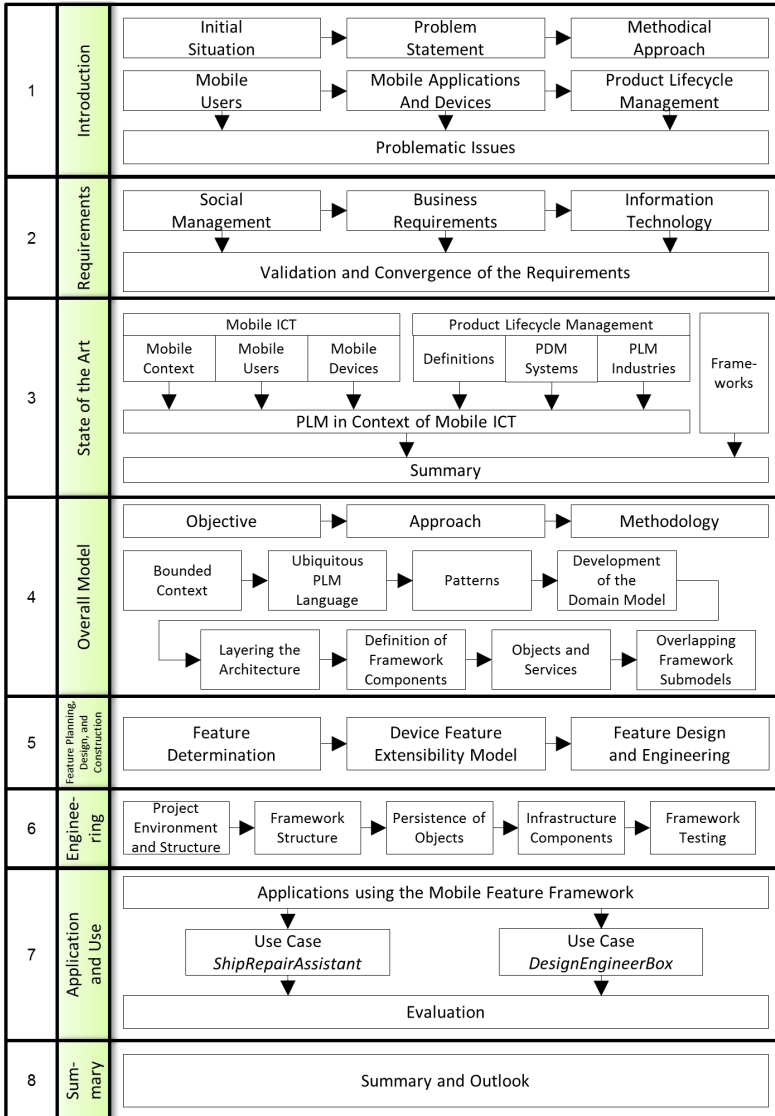 1
Introduction
Initial
Situation
Problem
Statement
Methodical
Approach
Mobile
Users
Mobile Applications
And Devices
Product Lifecycle
Management
Problematic Issues
2
Requirements
Social
Management
Business
Requirements
Information
Technology
Validation and Convergence of the Requirements
3
State of the Art
Mobile ICT
Mobile
Context
Mobile
Users
Mobile
Devices
Product Lifecycle Management
Definitions
PDM
Systems
PLM
Industries
Frame-
works
PLM in Context of Mobile ICT
Summary
4
Overall Model
Objective
Approach
Methodology
Bounded
Context
Ubiquitous
PLM
Language
Patterns
Development
of the
Domain Model
Layering the
Architecture
Definition of
Framework
Components
Objects and
Services
Overlapping
Framework
Submodels
5
Feature Planning,
Design, and
Construction
Feature
Determination
Device Feature
Extensibility Model
Feature Design
and Engineering
6
Enginee-
ring
Project
Environment
and Structure
Framework
Structure
Persistence of
Objects
Infrastructure
Components
Framework
Testing
7
Application
and Use
Applications using the Mobile Feature Framework
Use Case
ShipRepairAssistant
Use Case
DesignEngineerBox
Evaluation
8
Sum-
mary
Summary and Outlook